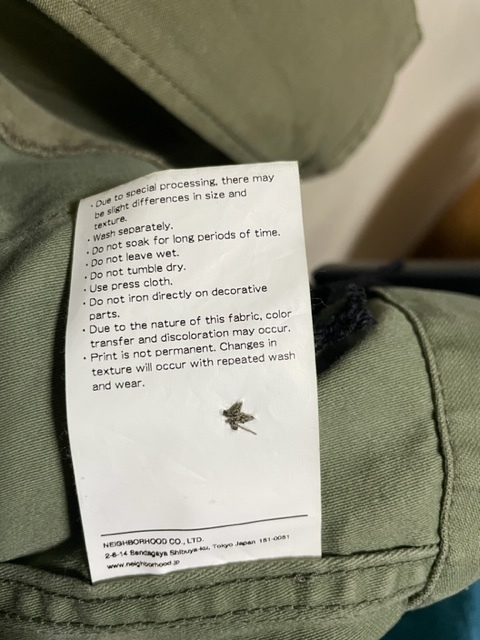 · Due to special processing, there may
be slight differences in size and
texture.
· Wash separately.
· Do not soak for long periods of time.
· Do not leave wet.
· Do not tumble dry.
· Use press cloth.
· Do not iron directly on decorative
parts.
· Due to the nature of this fabric, color
transfer and discoloration may occur.
· Print is not permanent. Changes in
texture will occur with repeated wash
and wear.
NEIGHBORHOOD CO., LTD.
2-6-14 Sendagaya Shibuya-ku, Tokyo Japan 151-0051
www.neighborhood.jp